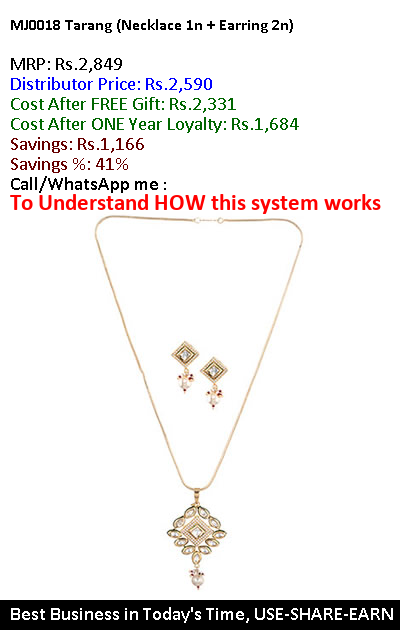 MJ0018 Tarang (Necklace 1n + Earring 2n)
MRP: Rs.2,849
Distributor Price: Rs.2,590
Cost After FREE Gift: Rs.2,331
Cost After ONE Year Loyalty: Rs.1,684
Savings: Rs.1,166
Savings %: 41%
Call/WhatsApp me :
To Understand HOW this system works
Best Business in Today's Time, USE-SHARE-EARN